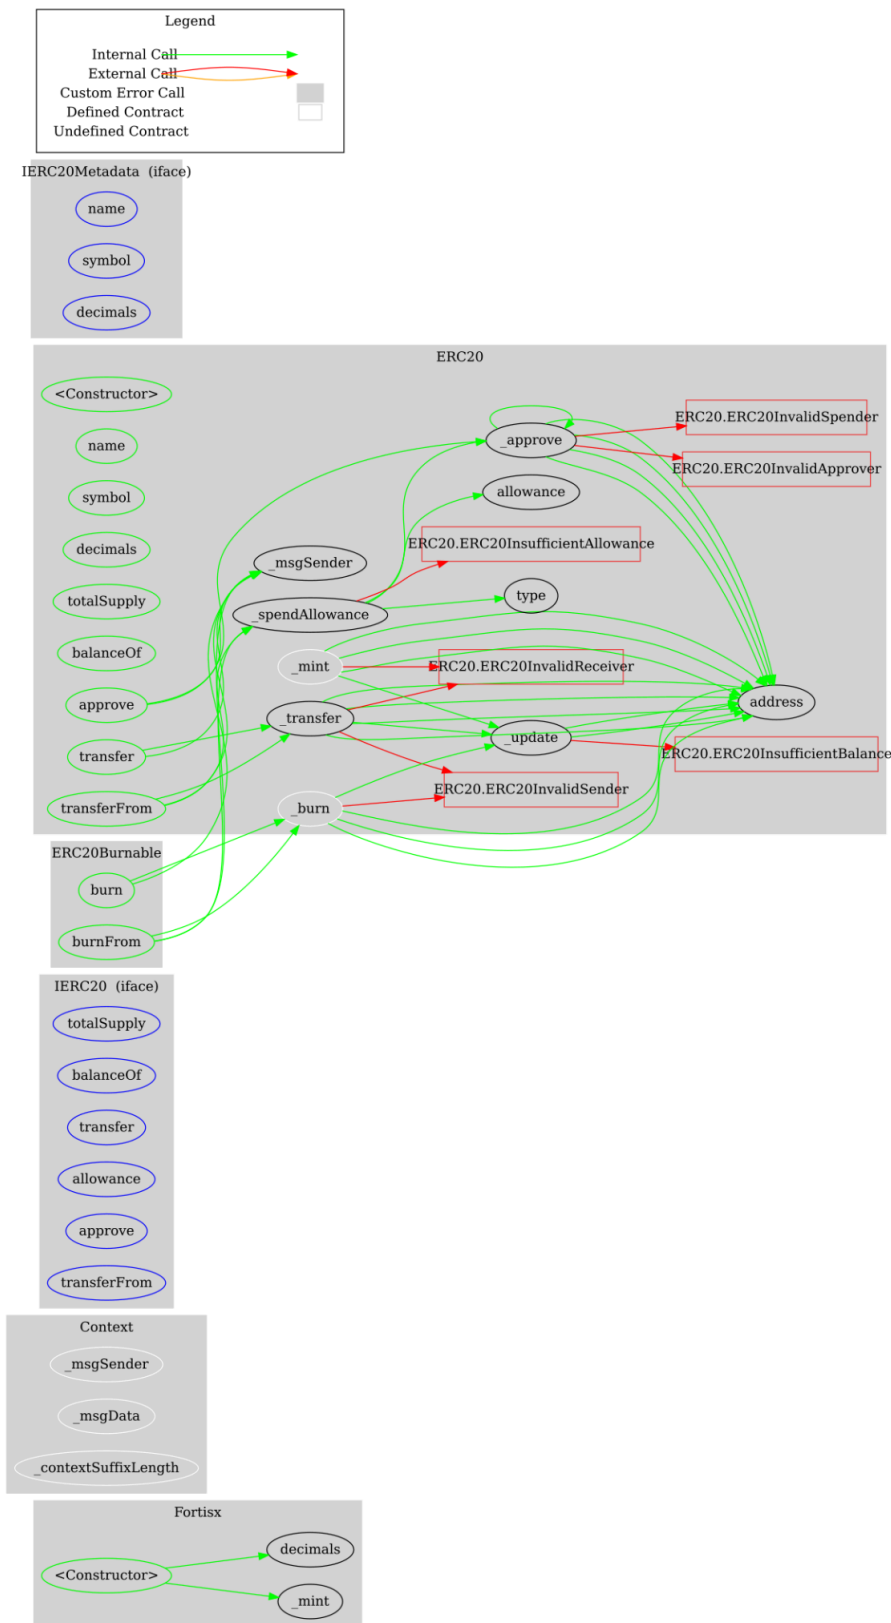 Legend
Internal Call
External Call
Custom Error Call
Defined Contract
Undefined Contract
IERC20Metadata (iface)
name
symbol
decimals
ERC20
<Constructor>
name
symbol
decimals
totalSupply
balanceOf
approve
transfer
transferFrom
_msgSender
_spendAllowance
_mint
_transfer
_burn
_approve
allowance
ERC20.ERC20InsufficientAllowance
type
ERC20.ERC20InvalidReceiver
_update
ERC20.ERC20InvalidSender
ERC20.ERC20InvalidSpender
ERC20.ERC20InvalidApprover
address
ERC20.ERC20InsufficientBalance
ERC20Burnable
burn
burnFrom
IERC20 (iface)
totalSupply
balanceOf
transfer
allowance
approve
transferFrom
Context
_msgSender
_msgData
_contextSuffixLength
Fortisx
<Constructor>
decimals
_mint